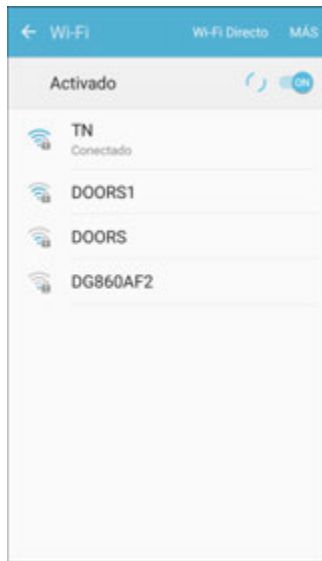 Wi-Fi Wi-Fi Directo MÁS
Activado ON
TN
Conectado
DOORS1
DOORS
DG860AF2